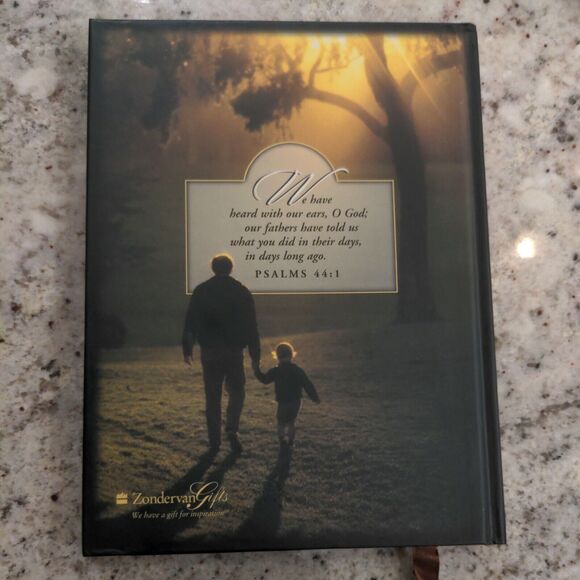 We have
heard with our ears, O God;
our fathers have told us
what you did in their days,
in days long ago.
PSALMS 44:1
ZondervanGifts
We have a gift for inspiration™